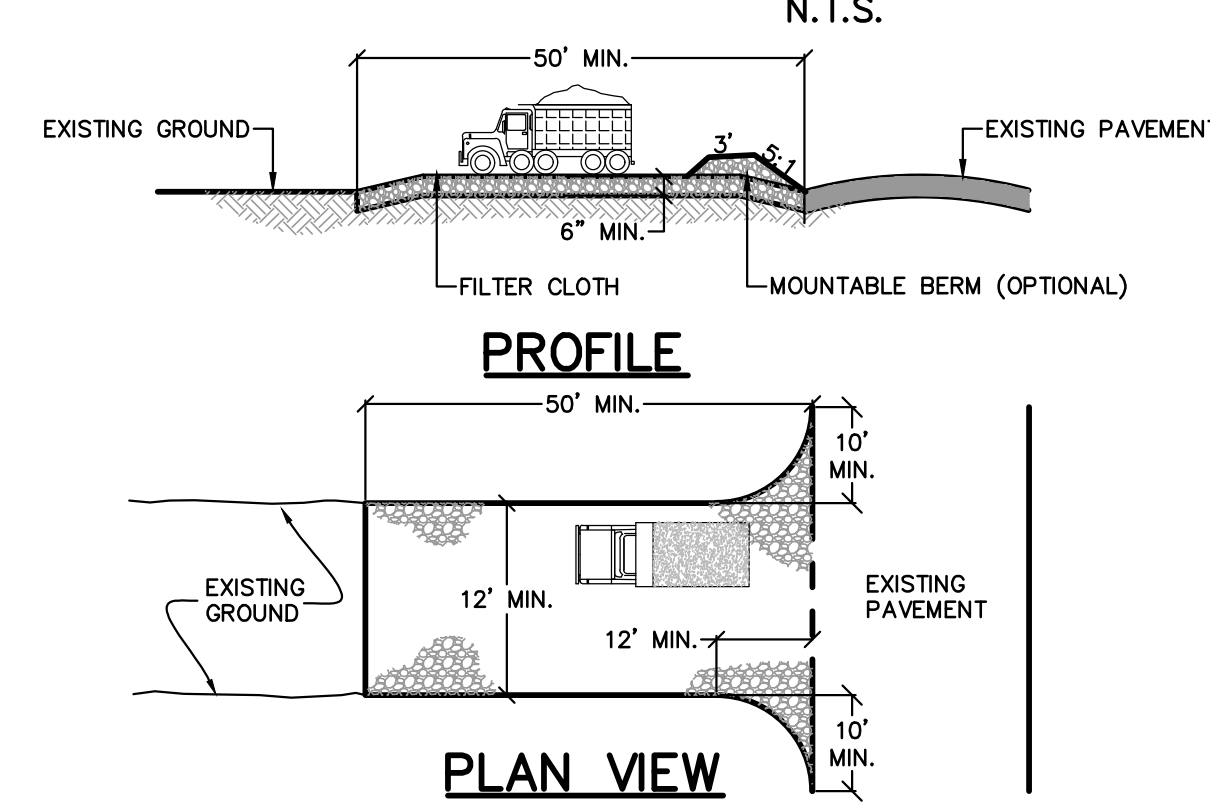 N.T.S.
50' MIN.
EXISTING GROUND
3'
5:1
EXISTING PAVEMENT
6" MIN.
FILTER CLOTH
MOUNTABLE BERM (OPTIONAL)
PROFILE
50' MIN.
10'
MIN.
EXISTING
GROUND
12' MIN.
EXISTING
PAVEMENT
12' MIN.
10'
MIN.
PLAN VIEW